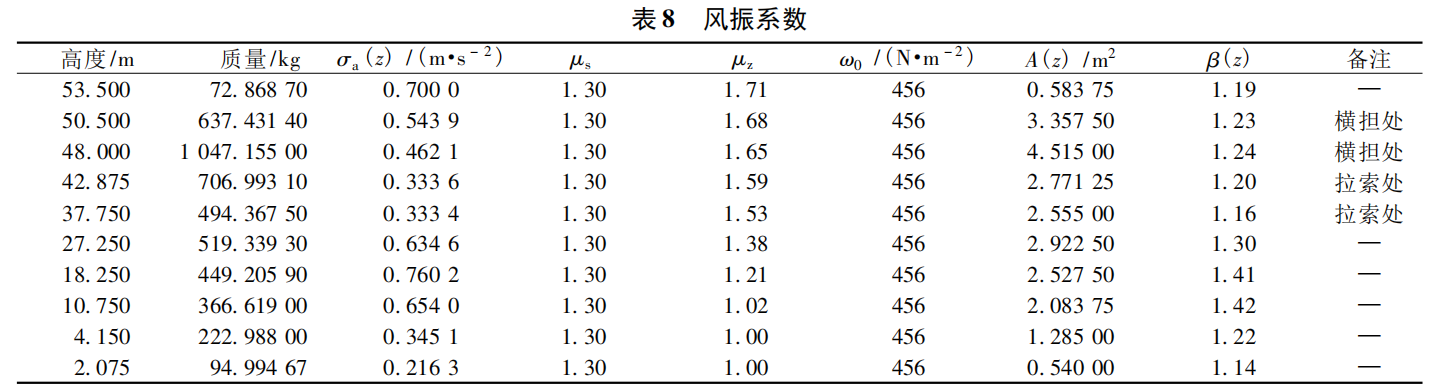 表8 风振系数
高度/m 质量/kg σa(z)/(m•s−2) μs μz ω0/(N•m−2) A(z)/m2 β(z) 备注
53.500 72.868 70 0.700 0 1.30 1.71 456 0.583 75 1.19 —
50.500 637.431 40 0.543 9 1.30 1.68 456 3.357 50 1.23 横担处
48.000 1 047.155 00 0.462 1 1.30 1.65 456 4.515 00 1.24 横担处
42.875 706.993 10 0.333 6 1.30 1.59 456 2.771 25 1.20 拉索处
37.750 494.367 50 0.333 4 1.30 1.53 456 2.555 00 1.16 拉索处
27.250 519.339 30 0.634 6 1.30 1.38 456 2.922 50 1.30 —
18.250 449.205 90 0.760 2 1.30 1.21 456 2.527 50 1.41 —
10.750 366.619 00 0.654 0 1.30 1.02 456 2.083 75 1.42 —
4.150 222.988 00 0.345 1 1.30 1.00 456 1.285 00 1.22 —
2.075 94.994 67 0.216 3 1.30 1.00 456 0.540 00 1.14 —